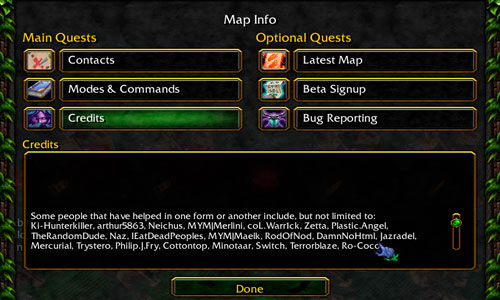 Map Info
Main Quests
Optional Quests
Contacts
Latest Map
Modes & Commands
Beta Signup
Credits
Bug Reporting
Credits
Some people that have helped in one form or another include, but not limited to:
Ki-Hunterkiller, arthur5863, Neichus, MYM|Merlini, coL.WarrIck, Zetta, Plastic.Angel,
TheRandomDude, Naz, IEatDeadPeoples, MYM|Maelk, RodOfNod, DamnNoHtml, Jazradel,
Mercurial, Trystero, Philip.J.Fry, Cottontop, Minotaar, Switch, Terrorblaze, Ro-Coco
Done